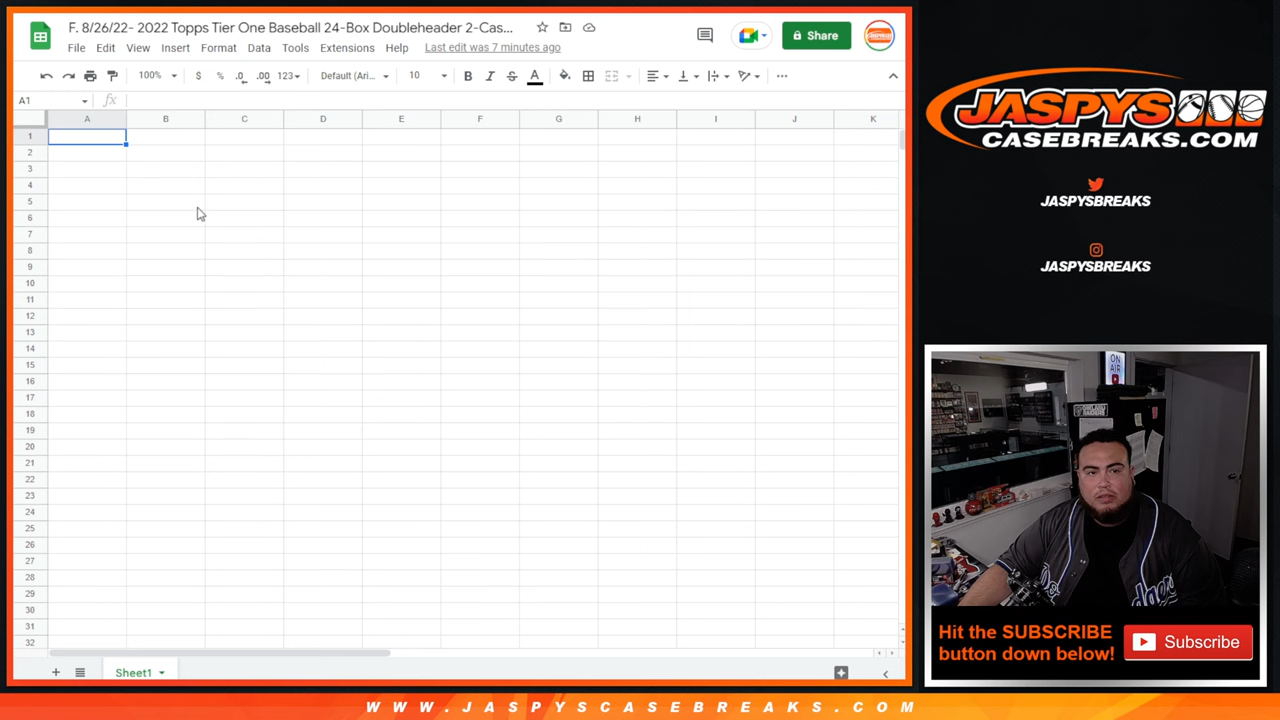 F. 8/26/22- 2022 Topps Tier One Baseball 24-Box Doubleheader 2-Cas...
File Edit View Insert Format Data Tools Extensions Help Last edit was 7 minutes ago
Share
100% $ % .0 .00 123 Default (Ari... 10 B I S A
A1 fx
A B C D E F G H I J K
1
2
3
4
5
6
7
8
9
10
11
12
13
14
15
16
17
18
19
20
21
22
23
24
25
26
27
28
29
30
31
32
Sheet1
JASPYS
CASEBREAKS.COM
JASPYSBREAKS
JASPYSBREAKS
ON
AIR
Hit the SUBSCRIBE
button down below!
Subscribe
WWW.JASPYSCASEBREAKS.COM